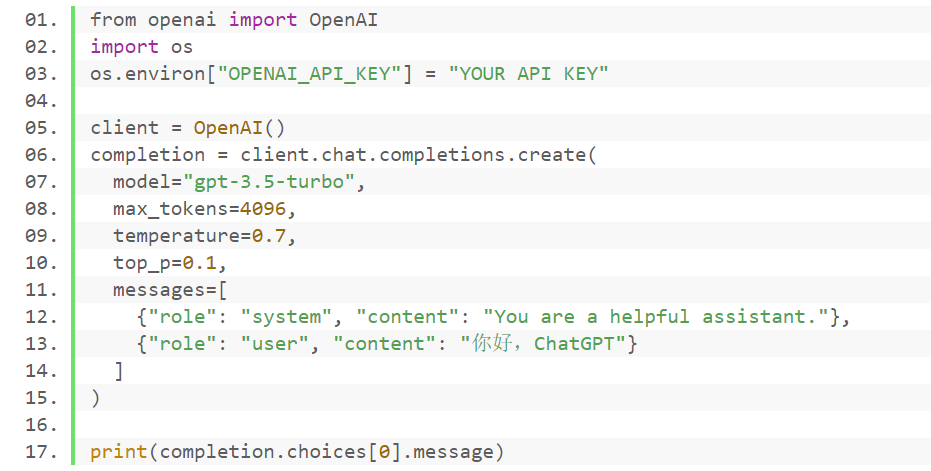 01. from openai import OpenAI
02. import os
03. os.environ["OPENAI_API_KEY"] = "YOUR API KEY"
04.
05. client = OpenAI()
06. completion = client.chat.completions.create(
07.   model="gpt-3.5-turbo",
08.   max_tokens=4096,
09.   temperature=0.7,
10.   top_p=0.1,
11.   messages=[
12.     {"role": "system", "content": "You are a helpful assistant."},
13.     {"role": "user", "content": "你好，ChatGPT"}
14.   ]
15. )
16.
17. print(completion.choices[0].message)